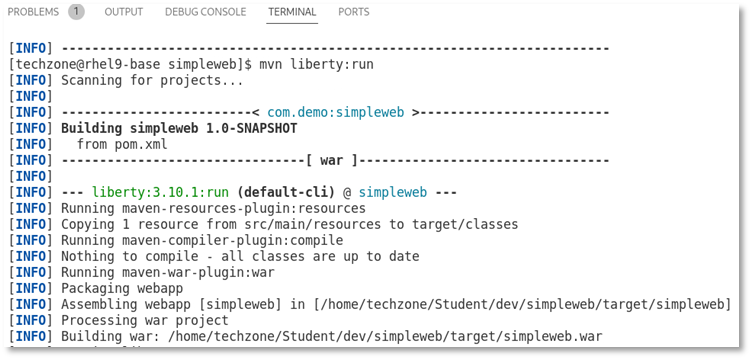 PROBLEMS 1 OUTPUT DEBUG CONSOLE TERMINAL PORTS
[INFO] ------------------------------------------------------------------------
[techzone@rhel9-base simpleweb]$ mvn liberty:run
[INFO] Scanning for projects...
[INFO]
[INFO] -------------------------< com.demo:simpleweb >-------------------------
[INFO] Building simpleweb 1.0-SNAPSHOT
[INFO]   from pom.xml
[INFO] --------------------------------[ war ]---------------------------------
[INFO]
[INFO] --- liberty:3.10.1:run (default-cli) @ simpleweb ---
[INFO] Running maven-resources-plugin:resources
[INFO] Copying 1 resource from src/main/resources to target/classes
[INFO] Running maven-compiler-plugin:compile
[INFO] Nothing to compile - all classes are up to date
[INFO] Running maven-war-plugin:war
[INFO] Packaging webapp
[INFO] Assembling webapp [simpleweb] in [/home/techzone/Student/dev/simpleweb/target/simpleweb]
[INFO] Processing war project
[INFO] Building war: /home/techzone/Student/dev/simpleweb/target/simpleweb.war